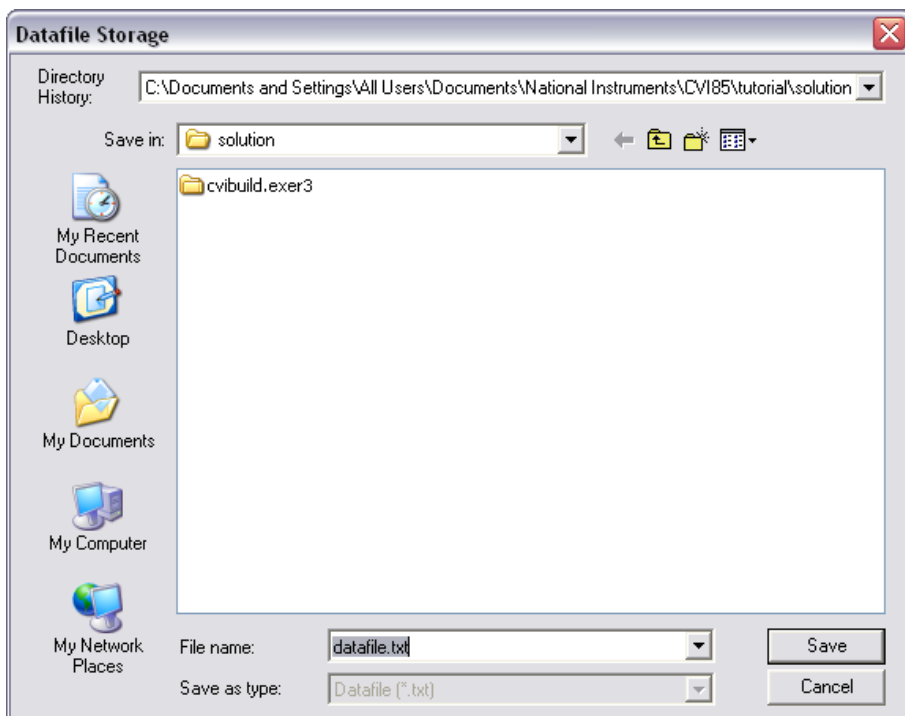 Datafile Storage
Directory
History:
C:\Documents and Settings\All Users\Documents\National Instruments\CVI85\tutorial\solution
Save in:
solution
cvibuild.exer3
My Recent
Documents
Desktop
My Documents
My Computer
My Network
Places
File name:
datafile.txt
Save
Save as type:
Datafile (*.txt)
Cancel